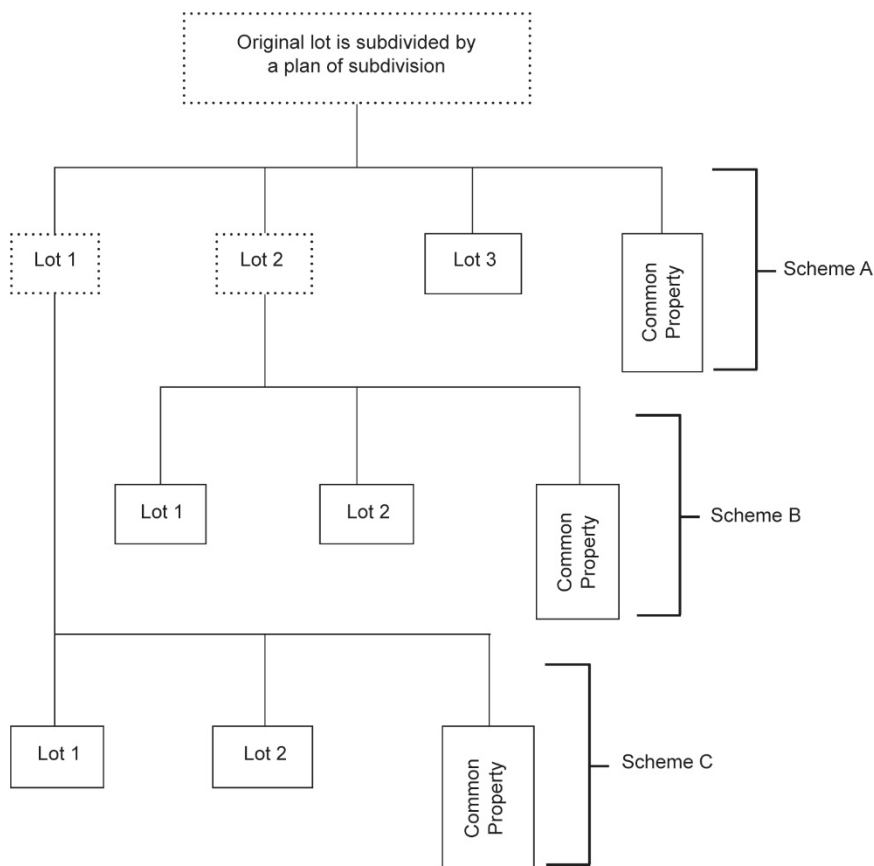 Original lot is subdivided by
a plan of subdivision
Lot 1
Lot 2
Lot 3
Common
Property
Scheme A
Lot 1
Lot 2
Common
Property
Scheme B
Lot 1
Lot 2
Common
Property
Scheme C